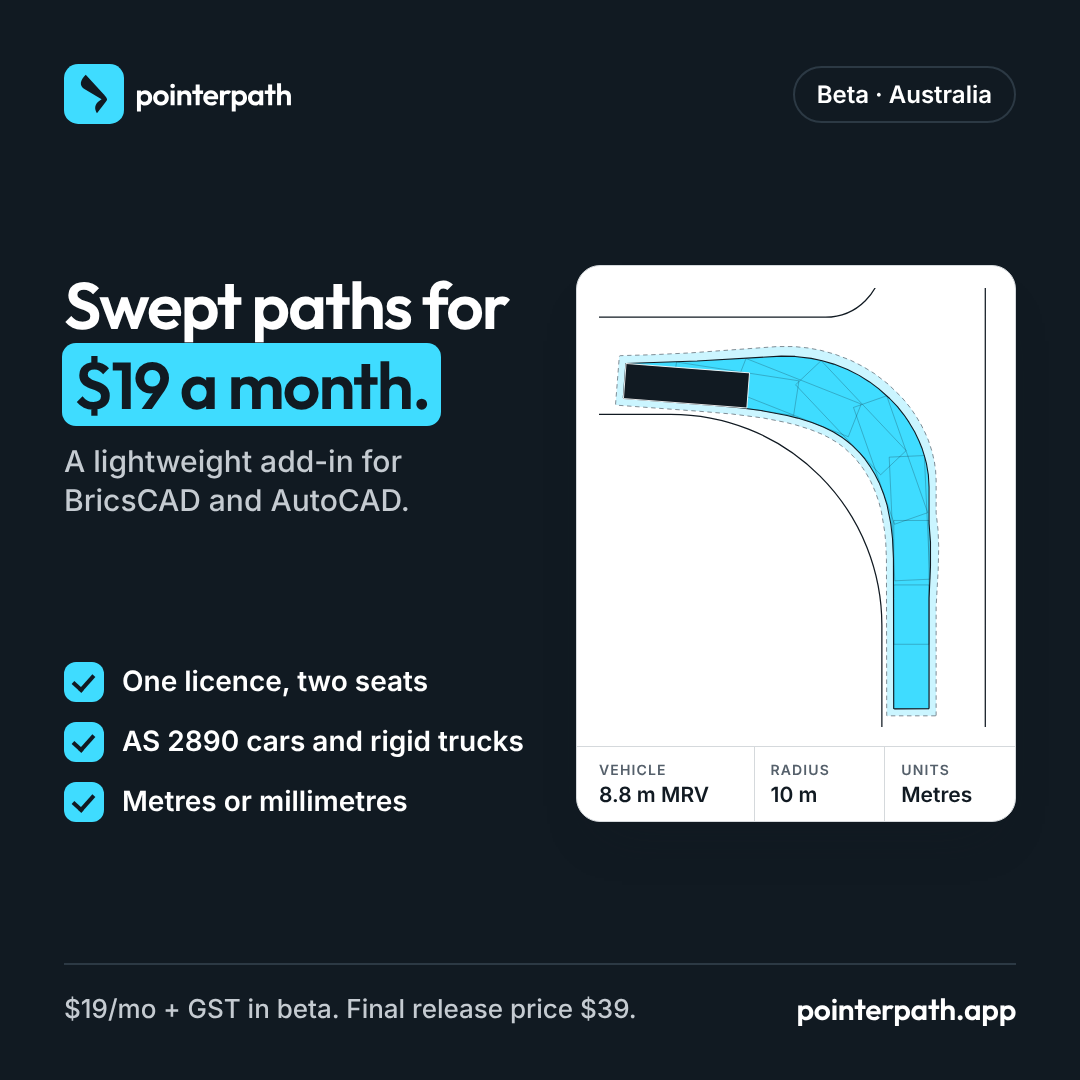 pointerpath
Beta · Australia
Swept paths for
$19 a month.
A lightweight add-in for
BricsCAD and AutoCAD.
One licence, two seats
AS 2890 cars and rigid trucks
Metres or millimetres
VEHICLE
8.8 m MRV
RADIUS
10 m
UNITS
Metres
$19/mo + GST in beta. Final release price $39.
pointerpath.app